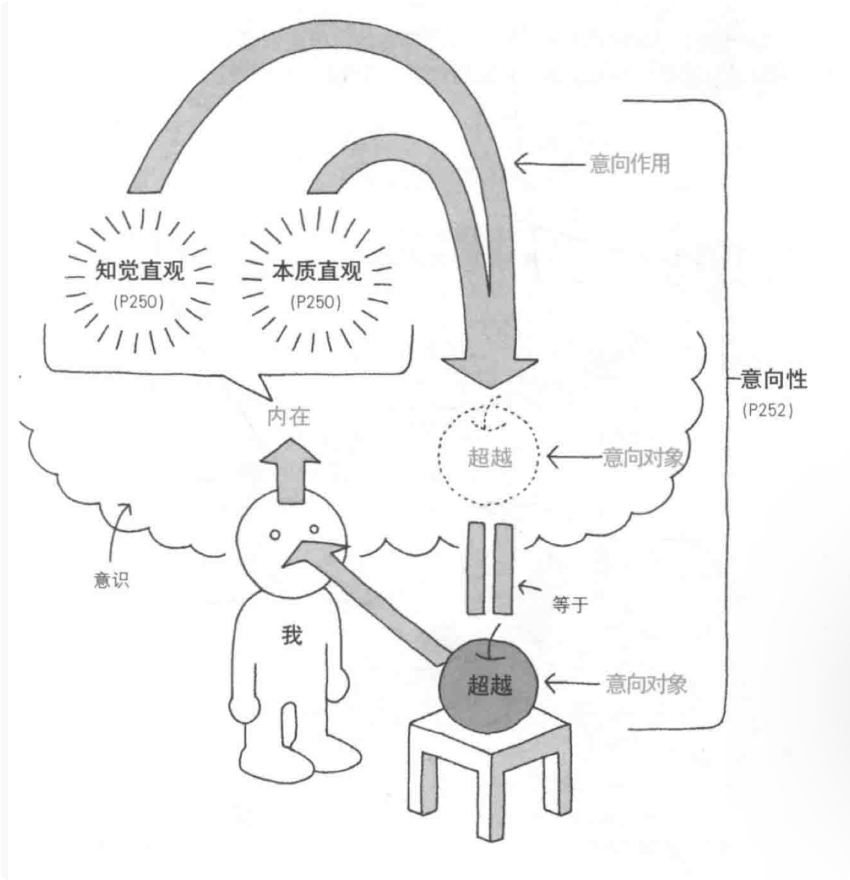 意向作用
知觉直观
(P250)
本质直观
(P250)
意向性
(P252)
内在
超越
意向对象
意识
等于
我
超越
意向对象